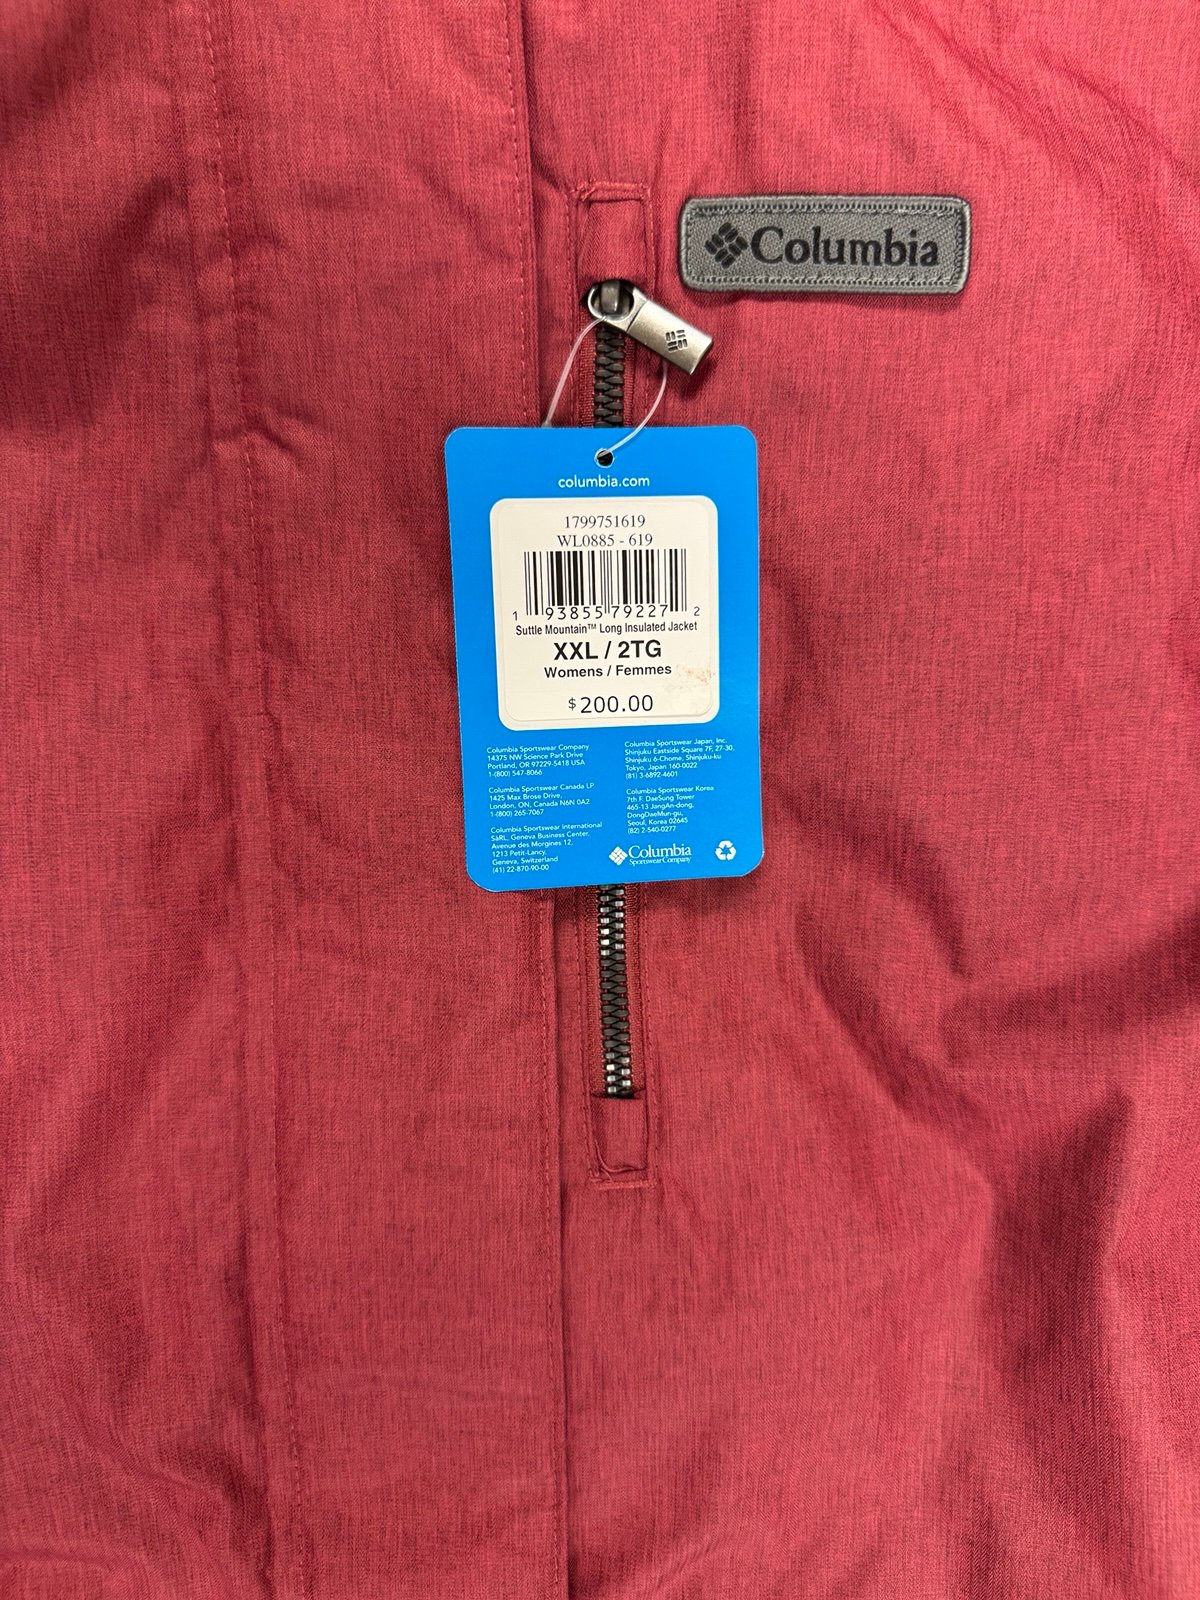 Columbia
columbia.com
1799751619
WL0885 - 619
1 93855 79227 2
Suttle Mountain™ Long Insulated Jacket
XXL / 2TG
Womens / Femmes
$200.00
Columbia Sportswear Company
14375 NW Science Park Drive
Portland, OR 97229-5418 USA
1-(800) 547-8066
Columbia Sportswear Canada LP
1425 Max Brose Drive,
London, ON, Canada N6N 0A2
1-(800) 265-7067
Columbia Sportswear International
SàRL, Geneva Business Center,
Avenue des Morgines 12,
1213 Petit-Lancy,
Geneva, Switzerland
(41) 22-870-90-00
Columbia Sportswear Japan, Inc.
Shinjuku Eastside Square 7F, 27-30,
Shinjuku 6-Chome, Shinjuku-ku
Tokyo, Japan 160-0022
(81) 3-6892-4601
Columbia Sportswear Korea
7th F. DaeSung Tower
465-13 JangAn-dong,
DongDaeMun-gu,
Seoul, Korea 02645
(82) 2-540-0277
Columbia
Sportswear Company